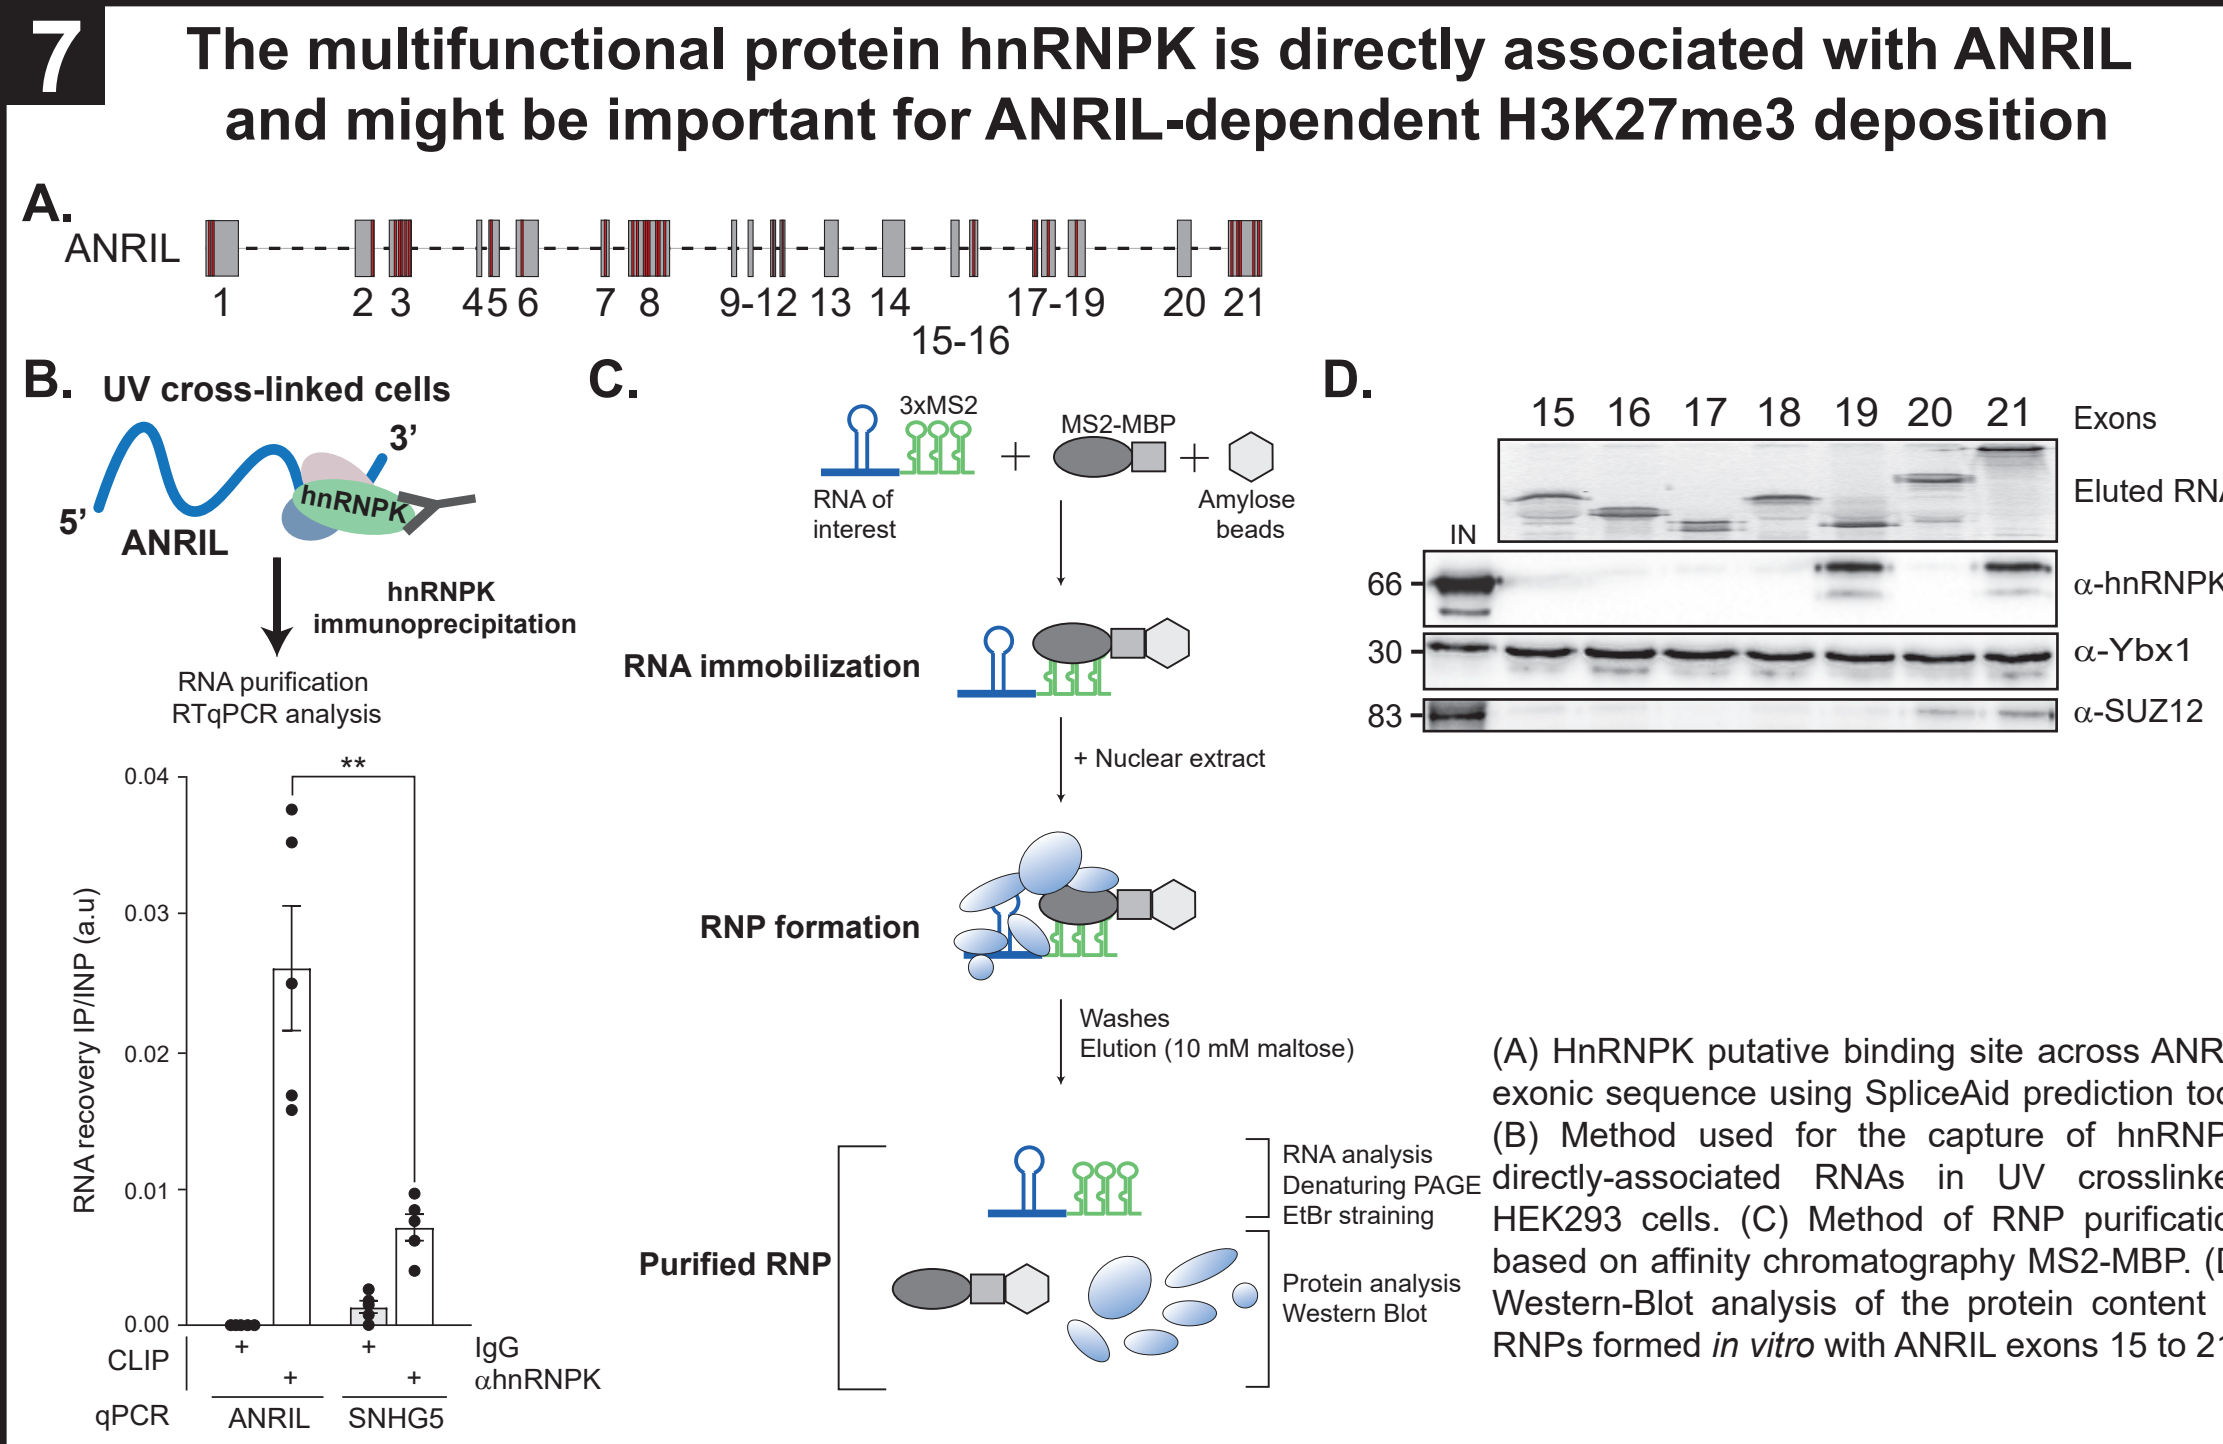 7
The multifunctional protein hnRNPK is directly associated with ANRIL
and might be important for ANRIL-dependent H3K27me3 deposition
A.
ANRIL
1 2 3 4 5 6 7 8 9-12 13 14 17-19 20 21
15-16
B.
UV cross-linked cells
3’
hnRNPK
5’
ANRIL
hnRNPK
immunoprecipitation
RNA purification
RTqPCR analysis
**
0.04
0.03
0.02
0.01
0.00
RNA recovery IP/INP (a.u)
CLIP
+ + IgG
+ + αhnRNPK
qPCR ANRIL SNHG5
C.
3xMS2
MS2-MBP
+ +
RNA of
interest
Amylose
beads
RNA immobilization
+ Nuclear extract
RNP formation
Washes
Elution (10 mM maltose)
Purified RNP
RNA analysis
Denaturing PAGE
EtBr straining
Protein analysis
Western Blot
D.
15 16 17 18 19 20 21 Exons
Eluted
IN
66 α-hnRNPK
30 α-Ybx1
83 α-SUZ12
(A) HnRNPK putative binding site across
exonic sequence using SpliceAid prediction
(B) Method used for the capture of
directly-associated RNAs in UV
HEK293 cells. (C) Method of RNP
based on affinity chromatography MS2-MBP.
Western-Blot analysis of the protein content
RNPs formed in vitro with ANRIL exons 15 to 21